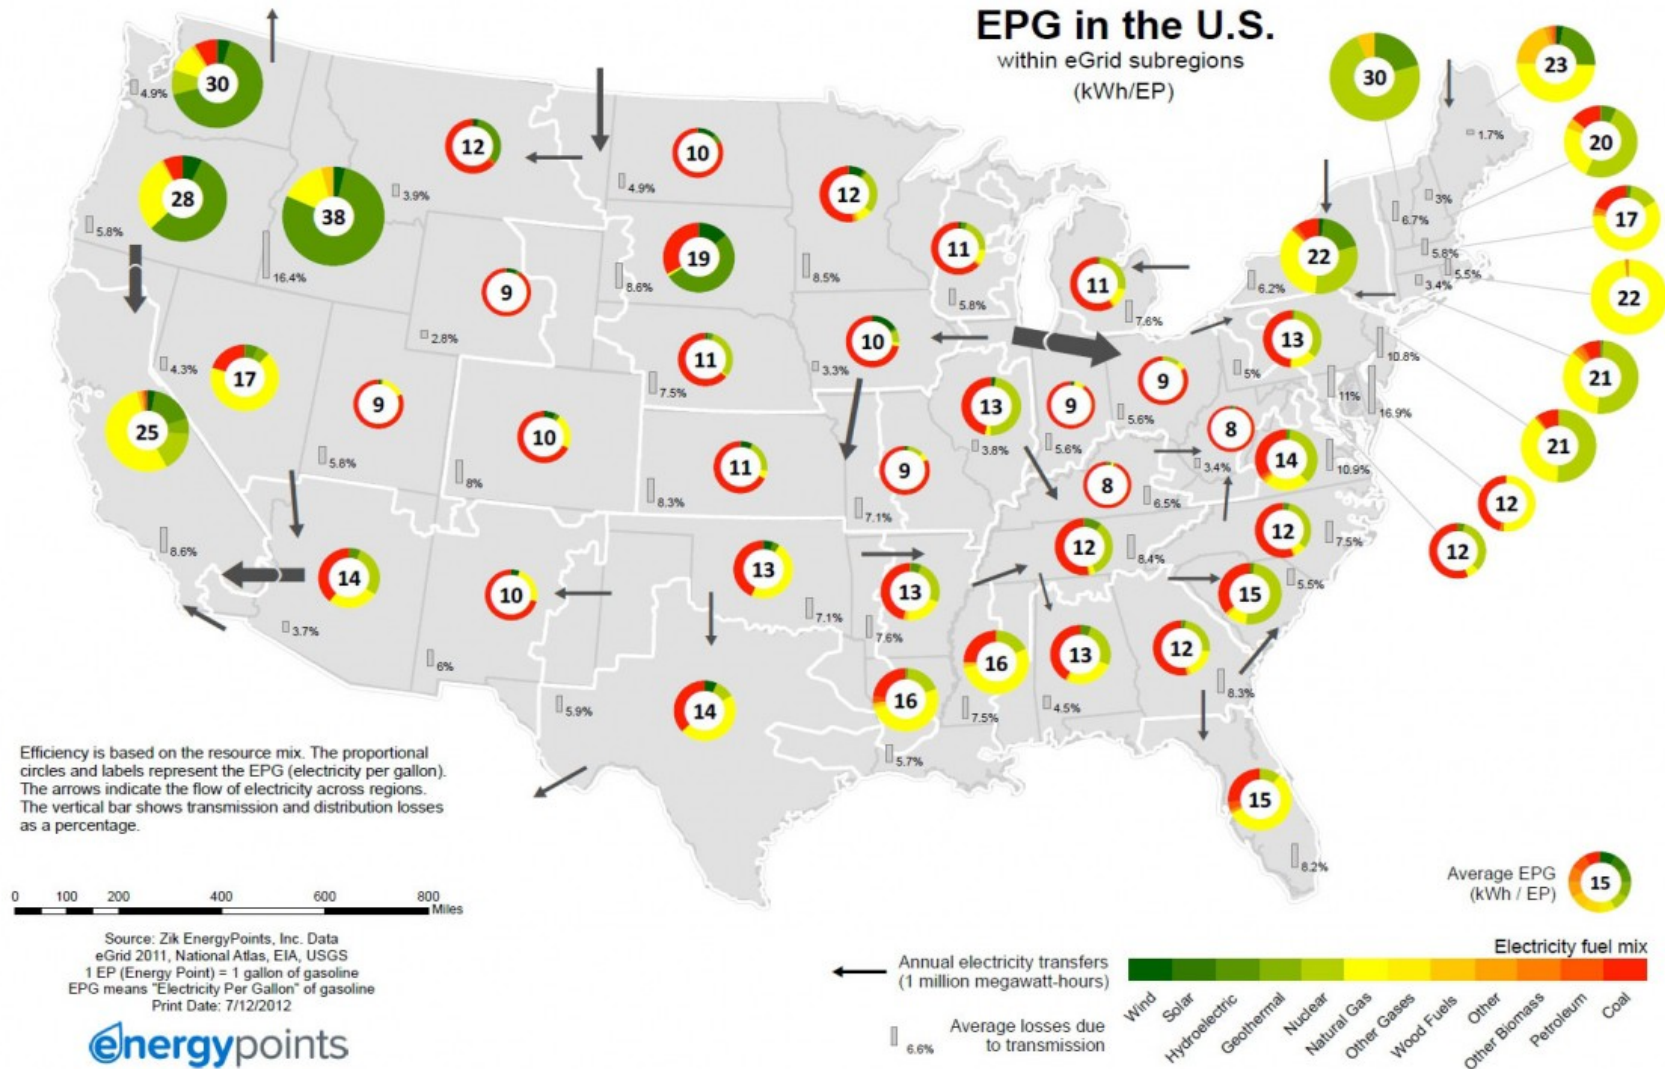 EPG in the U.S.
within eGrid subregions
(kWh/EP)
30
4.9%
28
5.8%
38
16.4%
12
3.9%
10
4.9%
12
8.5%
19
8.6%
9
2.8%
11
5.8%
11
7.6%
30
23
1.7%
20
3%
6.7%
17
5.8%
5.5%
3.4%
22
6.2%
22
17
4.3%
25
8.6%
9
5.8%
10
8%
11
7.5%
10
3.3%
13
3.8%
9
5.6%
9
5.6%
13
5%
10.8%
11%
16.9%
21
21
11
8.3%
9
7.1%
8
6.5%
8
3.4%
14
10.9%
12
12
14
3.7%
10
6%
13
7.1%
13
7.6%
12
8.4%
12
7.5%
15
5.5%
14
5.9%
16
5.7%
16
7.5%
13
4.5%
12
8.3%
15
8.2%
Efficiency is based on the resource mix. The proportional
circles and labels represent the EPG (electricity per gallon).
The arrows indicate the flow of electricity across regions.
The vertical bar shows transmission and distribution losses
as a percentage.
0 100 200 400 600 800
Miles
Source: Zik EnergyPoints, Inc. Data
eGrid 2011, National Atlas, EIA, USGS
1 EP (Energy Point) = 1 gallon of gasoline
EPG means "Electricity Per Gallon" of gasoline
Print Date: 7/12/2012
energypoints
Average EPG
(kWh / EP)
15
Annual electricity transfers
(1 million megawatt-hours)
Average losses due
to transmission
6.6%
Electricity fuel mix
Wind
Solar
Hydroelectric
Geothermal
Nuclear
Natural Gas
Other Gases
Wood Fuels
Other
Other Biomass
Petroleum
Coal